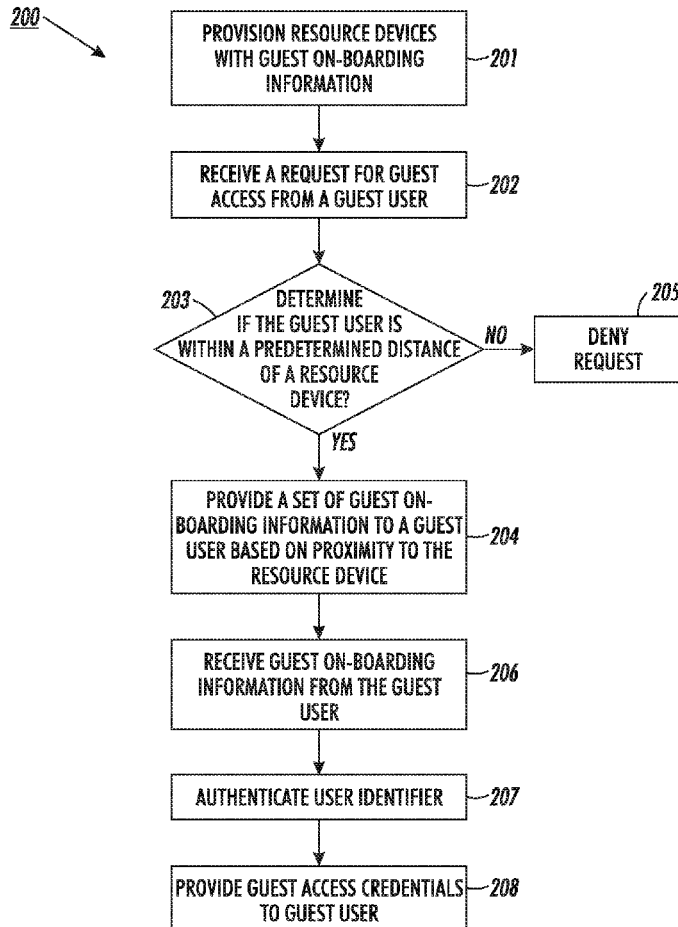 200
PROVISION RESOURCE DEVICES
WITH GUEST ON-BOARDING
INFORMATION
201
RECEIVE A REQUEST FOR GUEST
ACCESS FROM A GUEST USER
202
203
DETERMINE
IF THE GUEST USER IS
WITHIN A PREDETERMINED DISTANCE
OF A RESOURCE
DEVICE?
NO
205
DENY
REQUEST
YES
PROVIDE A SET OF GUEST ON-
BOARDING INFORMATION TO A GUEST
USER BASED ON PROXIMITY TO THE
RESOURCE DEVICE
204
RECEIVE GUEST ON-BOARDING
INFORMATION FROM THE GUEST
USER
206
AUTHENTICATE USER IDENTIFIER
207
PROVIDE GUEST ACCESS CREDENTIALS
TO GUEST USER
208